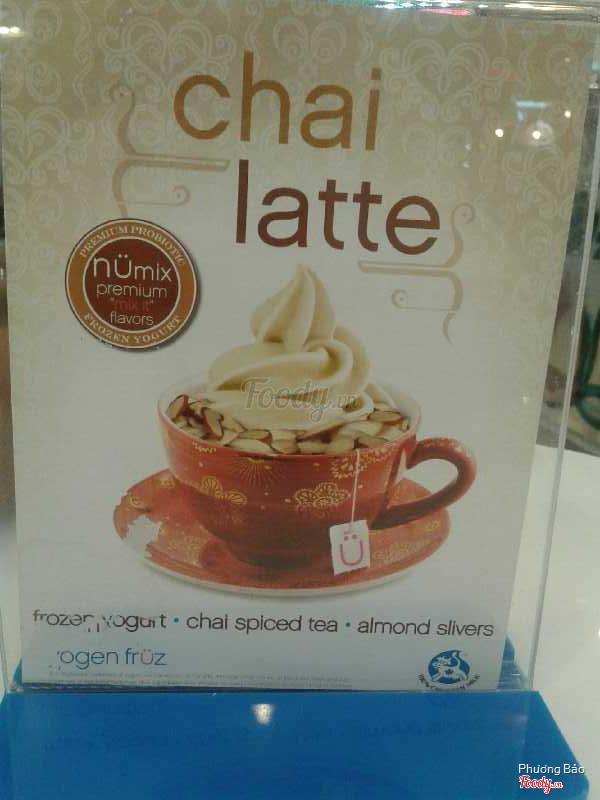 chai
latte
PREMIUM PROBIOTIC
nümix
premium
"mix it"
flavors
FROZEN YOGURT
Foody.vn
Ü
frozen yogurt • chai spiced tea • almond slivers
yogen früz
Phương Bảo
Foody.vn